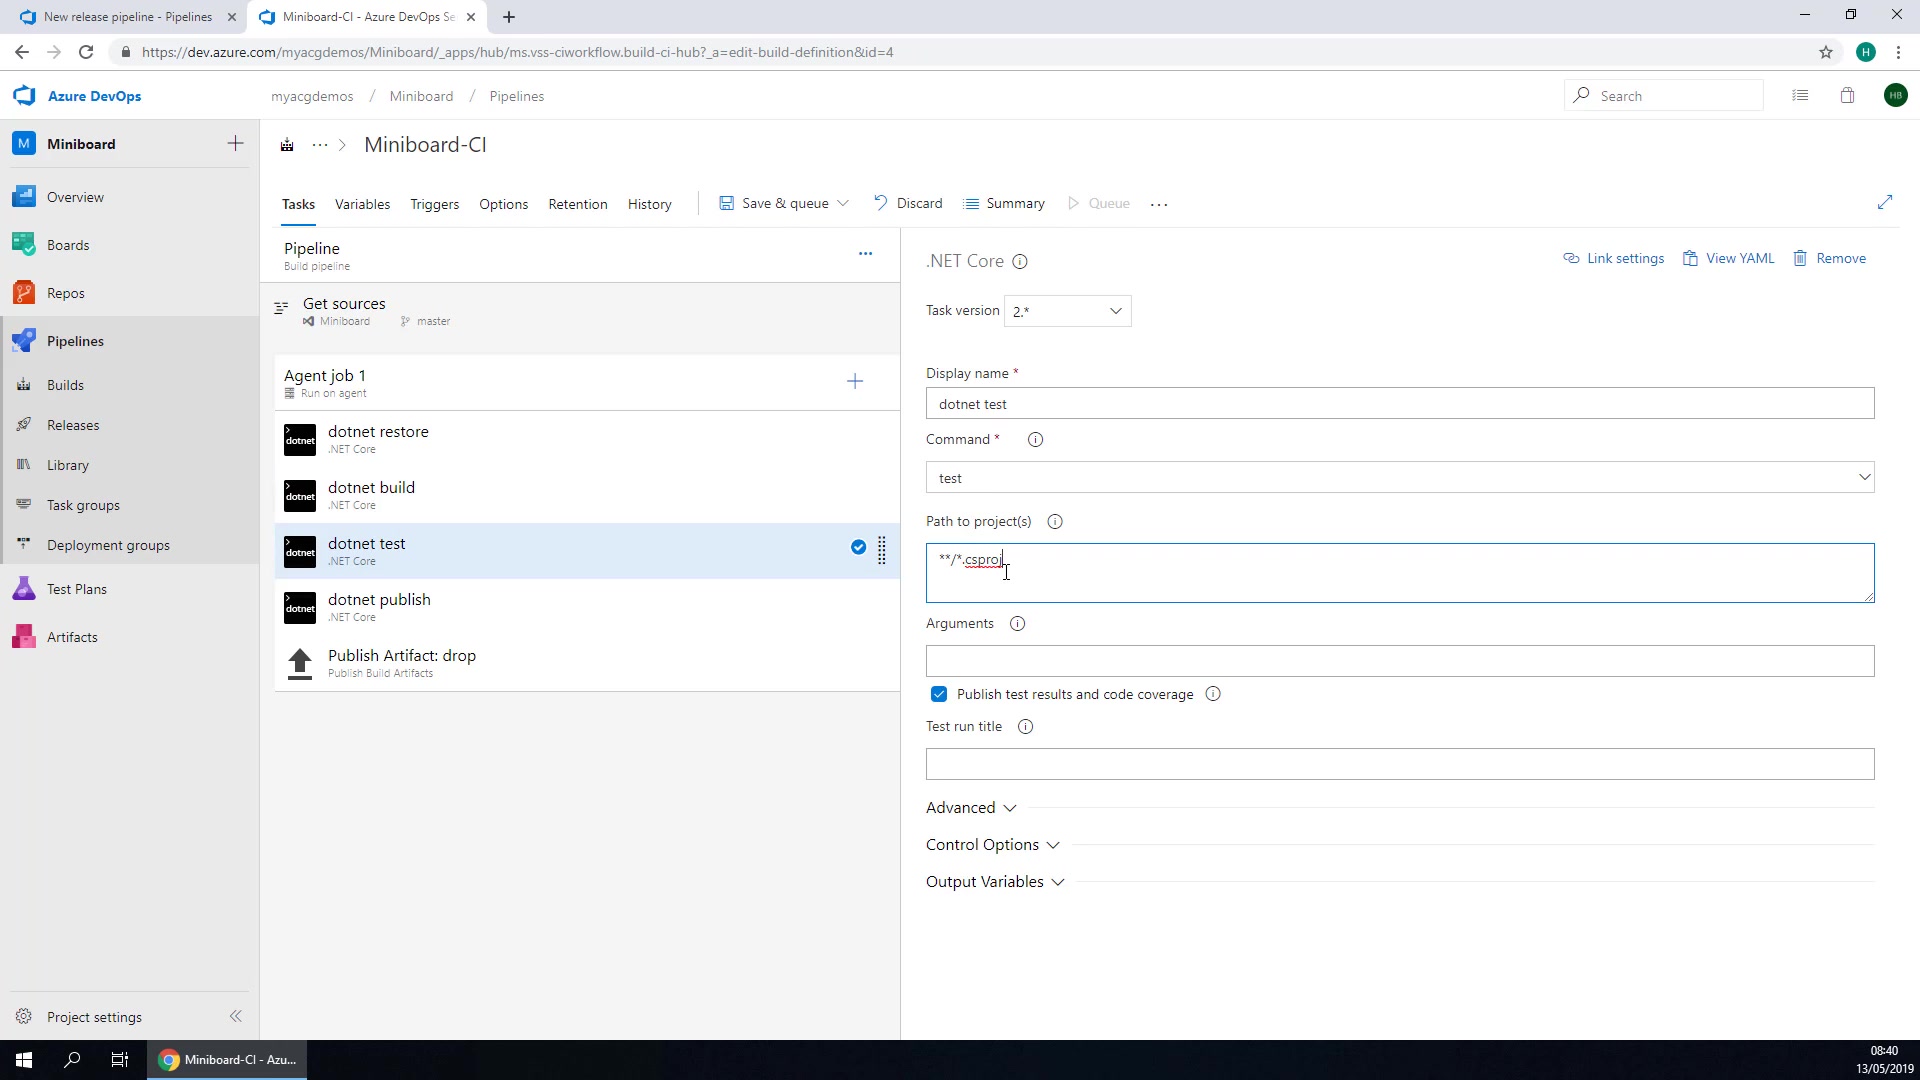 New release pipeline - Pipelines
Miniboard-CI - Azure DevOps Se
https://dev.azure.com/myacgdemos/Miniboard/_apps/hub/ms.vss-ciworkflow.build-ci-hub?_a=edit-build-definition&id=4
H
Azure DevOps
myacgdemos / Miniboard / Pipelines
Search
HB
M Miniboard
Miniboard-CI
Overview
Boards
Repos
Pipelines
Builds
Releases
Library
Task groups
Deployment groups
Test Plans
Artifacts
Project settings
Tasks Variables Triggers Options Retention History Save & queue Discard Summary Queue
Pipeline
Build pipeline
Get sources
Miniboard master
Agent job 1
Run on agent
dotnet dotnet restore
.NET Core
dotnet dotnet build
.NET Core
dotnet dotnet test
.NET Core
dotnet dotnet publish
.NET Core
Publish Artifact: drop
Publish Build Artifacts
.NET Core
Link settings View YAML Remove
Task version 2.*
Display name *
dotnet test
Command *
test
Path to project(s)
**/*.csproj
Arguments
Publish test results and code coverage
Test run title
Advanced
Control Options
Output Variables
Miniboard-CI - Azu...
08:40
13/05/2019